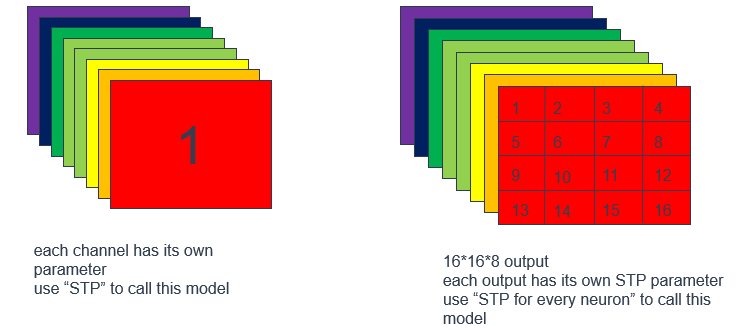 1
1 2 3 4
5 6 7 8
9 10 11 12
13 14 15 16
each channel has its own
parameter
use “STP” to call this model
16*16*8 output
each output has its own STP parameter
use “STP for every neuron” to call this
model